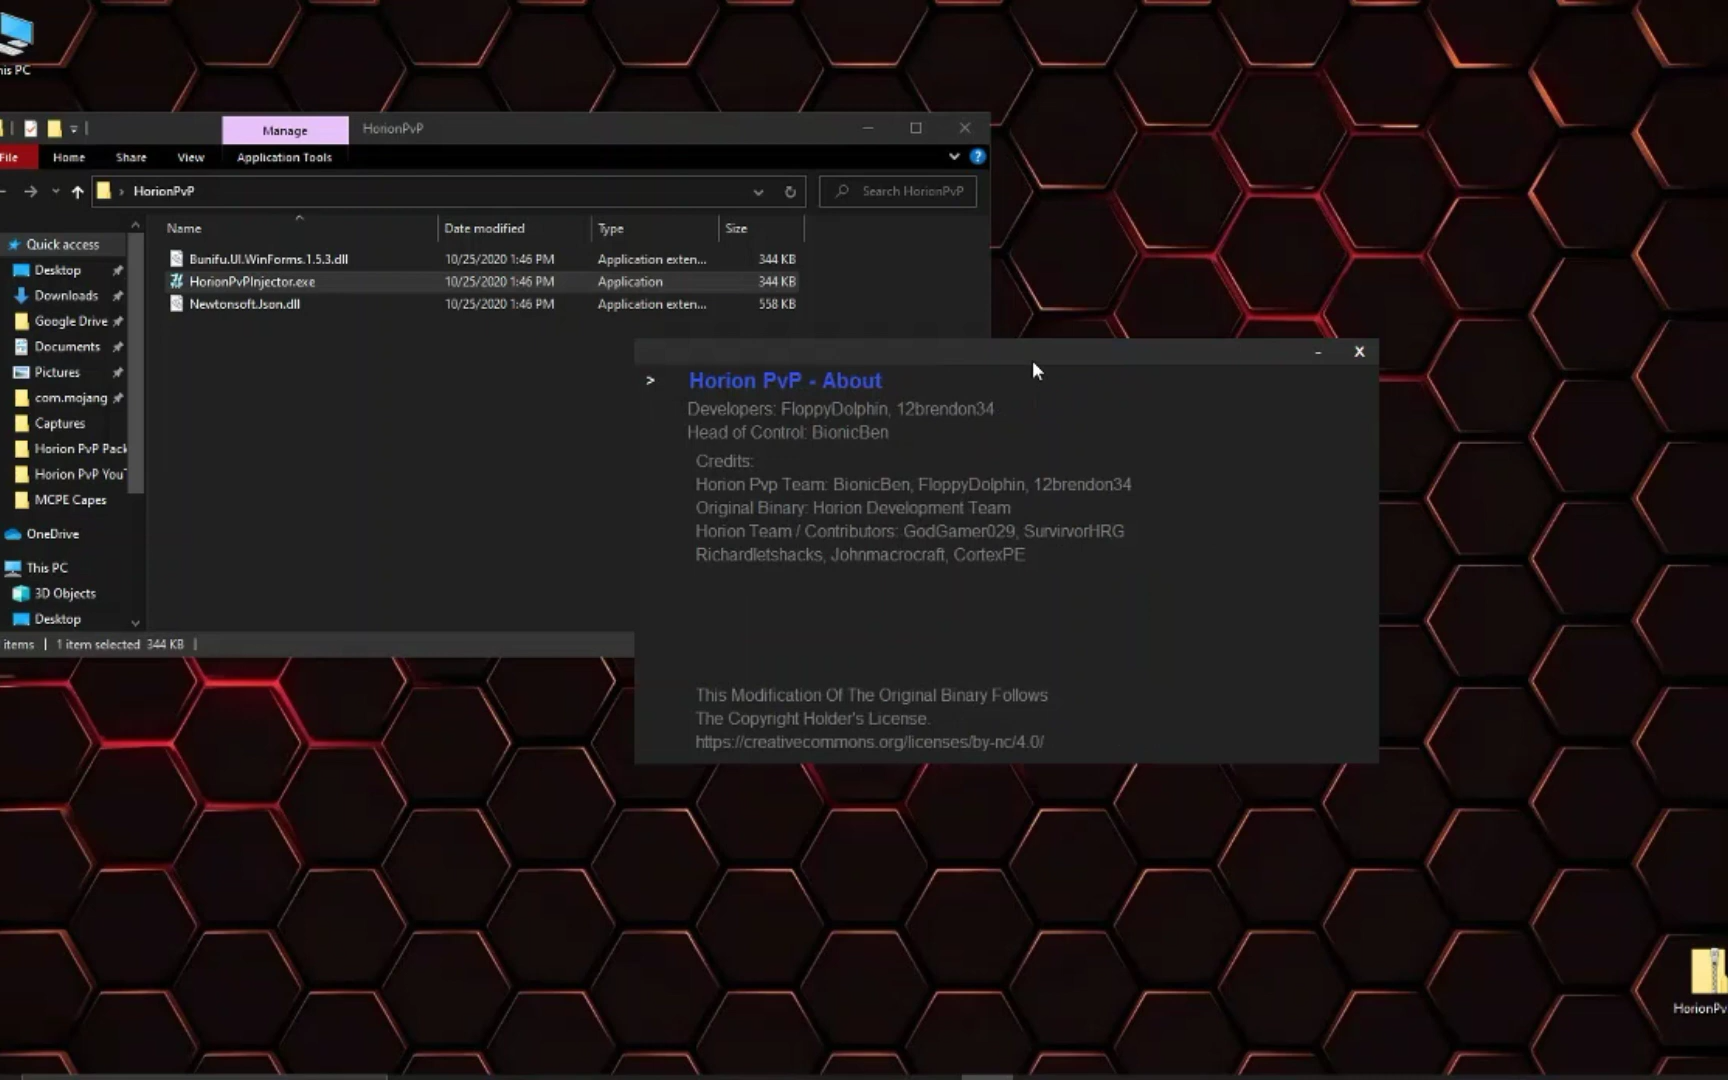 his PC
Manage
HorionPvP
File
Home
Share
View
Application Tools
HorionPvP
Search HorionPvP
Name
Date modified
Type
Size
Quick access
Desktop
Downloads
Google Drive
Documents
Pictures
com.mojang
Captures
Horion PvP Pack
Horion PvP You
MCPE Capes
OneDrive
This PC
3D Objects
Desktop
Bunifu.UI.WinForms.1.5.3.dll 10/25/2020 1:46 PM Application exten... 344 KB
HorionPvPInjector.exe 10/25/2020 1:46 PM Application 344 KB
Newtonsoft.Json.dll 10/25/2020 1:46 PM Application exten... 558 KB
items 1 item selected 344 KB
- X
> Horion PvP - About
Developers: FloppyDolphin, 12brendon34
Head of Control: BionicBen
Credits:
Horion Pvp Team: BionicBen, FloppyDolphin, 12brendon34
Original Binary: Horion Development Team
Horion Team / Contributors: GodGamer029, SurvirvorHRG
Richardletshacks, Johnmacrocraft, CortexPE
This Modification Of The Original Binary Follows
The Copyright Holder's License.
https://creativecommons.org/licenses/by-nc/4.0/
HorionPv